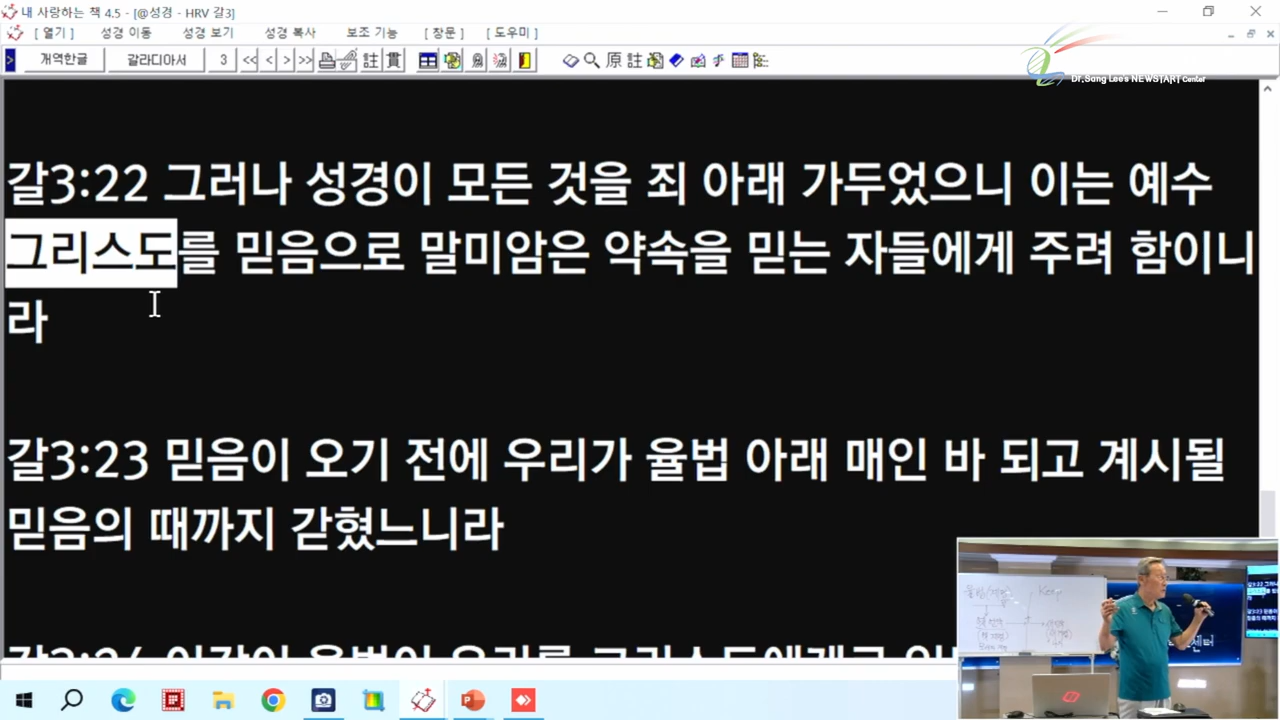 내 사랑하는 책 4.5 - [@성경 - HRV 갈3]
[ 열기 ] 성경 이동 성경 보기 성경 복사 보조 기능 [ 창문 ] [ 도우미 ]
개역한글 갈라디아서 3 << < > >> 註 貫 原 註
Dr.Sang Lee's NEWSTART Center
갈3:22 그러나 성경이 모든 것을 죄 아래 가두었으니 이는 예수
그리스도를 믿음으로 말미암은 약속을 믿는 자들에게 주려 함이니
라
갈3:23 믿음이 오기 전에 우리가 율법 아래 매인 바 되고 계시될
믿음의 때까지 갇혔느니라